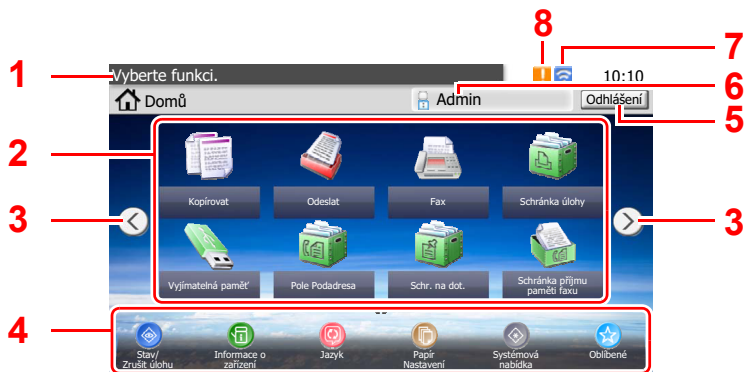 8
7
1
Vyberte funkci.
10:10
6
Domů
Admin
Odhlášení
5
2
Kopírovat
Odeslat
Fax
Schránka úlohy
3
3
Vyjímatelná paměť
Pole Podadresa
Schr. na dot.
Schránka příjmu
paměti faxu
4
Stav/
Zrušit úlohu
Informace o
zařízení
Jazyk
Papír
Nastavení
Systémová
nabídka
Oblíbené